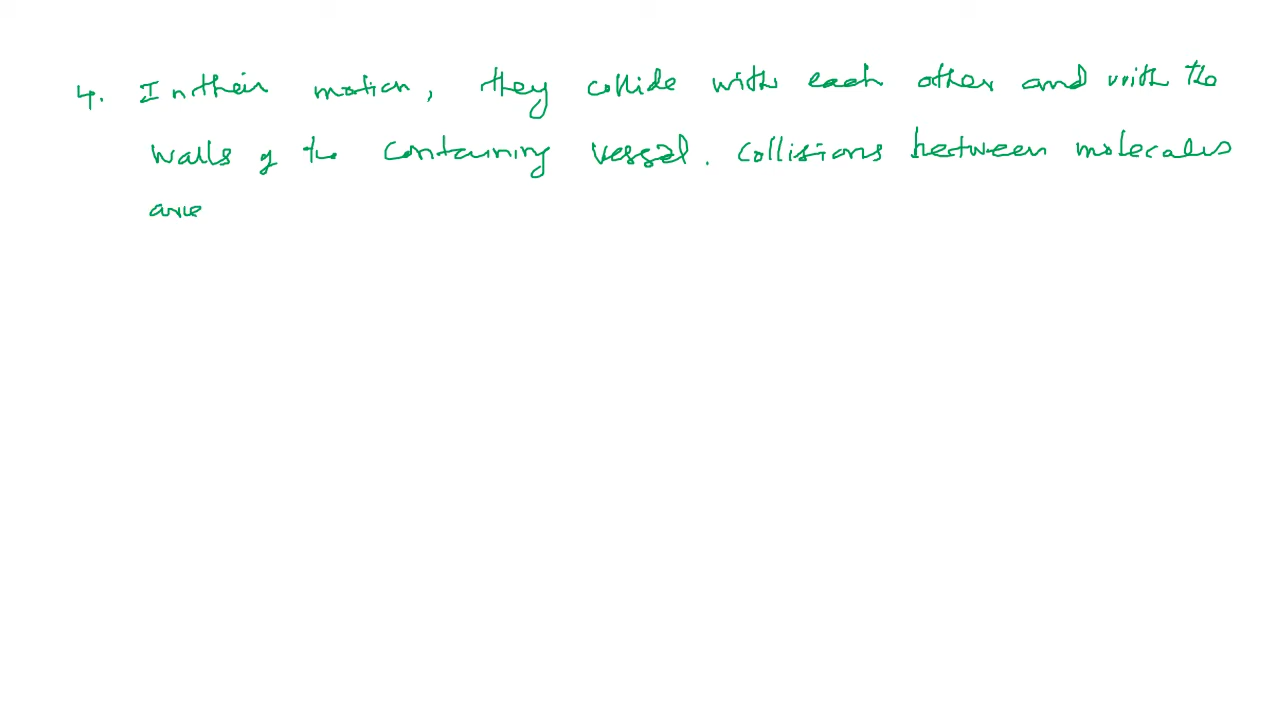 4. In their motion, they collide with each other and with the
walls of the containing vessel. Collisions between molecules
are